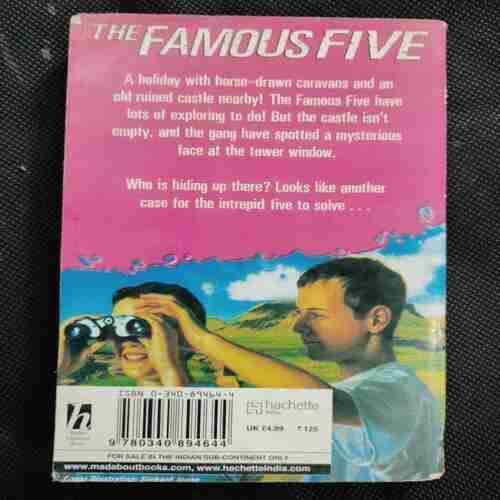 THE FAMOUS FIVE
A holiday with horse-drawn caravans and an
old ruined castle nearby! The Famous Five have
lots of exploring to do! But the castle isn't
empty, and the gang have spotted a mysterious
face at the tower window.
Who is hiding up there? Looks like another
case for the intrepid five to solve . . .
ISBN 0-340-89464-4
9 780340 894644
h
hachette
UK £4.99 ₹ 125
FOR SALE IN THE INDIAN SUB-CONTINENT ONLY
www.madaboutbooks.com, www.hachetteindia.com
Cover Illustration: